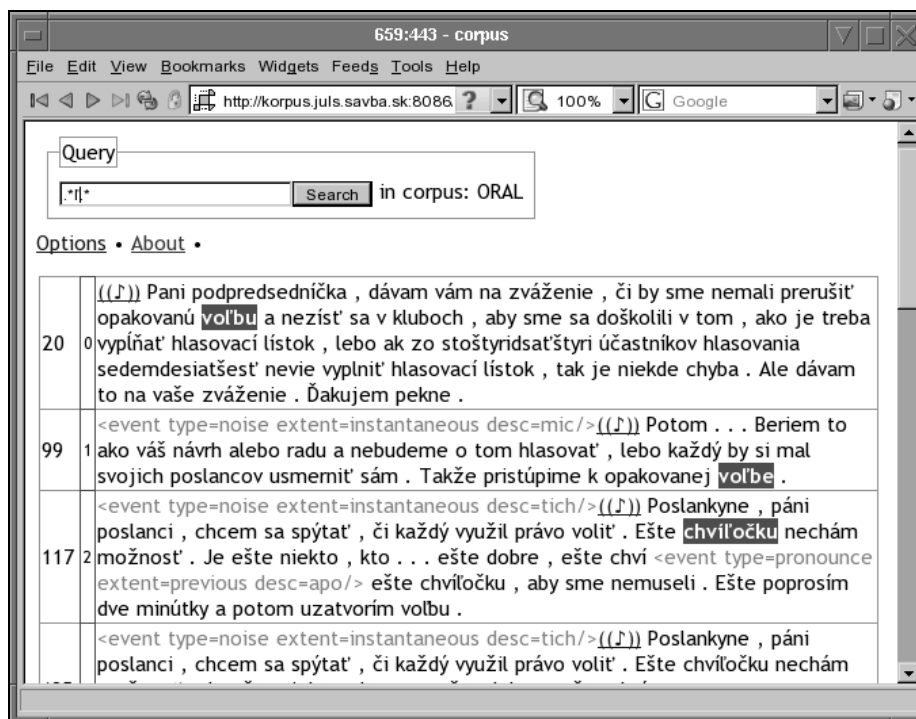 659:443 - corpus
File Edit View Bookmarks Widgets Feeds Tools Help
http://korpus.juls.savba.sk:8086 ? 100% G Google
Query
.*ľ.* Search in corpus: ORAL
Options • About •
((♪)) Pani podpredsedníčka , dávam vám na zváženie , či by sme nemali prerušiť
opakovanú voľbu a nezísť sa v kluboch , aby sme sa doškolili v tom , ako je treba
20 0 vypĺňať hlasovací lístok , lebo ak zo stoštyridsaťštyri účastníkov hlasovania
sedemdesiatšesť nevie vyplniť hlasovací lístok , tak je niekde chyba . Ale dávam
to na vaše zváženie . Ďakujem pekne .
<event type=noise extent=instantaneous desc=mic/>((♪)) Potom . . . Beriem to
99 1 ako váš návrh alebo radu a nebudeme o tom hlasovať , lebo každý by si mal
svojich poslancov usmerniť sám . Takže pristúpime k opakovanej voľbe .
<event type=noise extent=instantaneous desc=tich/>((♪)) Poslankyne , páni
poslanci , chcem sa spýtať , či každý využil právo voliť . Ešte chvíľočku nechám
117 2 možnosť . Je ešte niekto , kto . . . ešte dobre , ešte chví <event type=pronounce
extent=previous desc=apo/> ešte chvíľočku , aby sme nemuseli . Ešte poprosím
dve minútky a potom uzatvorím voľbu .
<event type=noise extent=instantaneous desc=tich/>((♪)) Poslankyne , páni
poslanci , chcem sa spýtať , či každý využil právo voliť . Ešte chvíľočku nechám